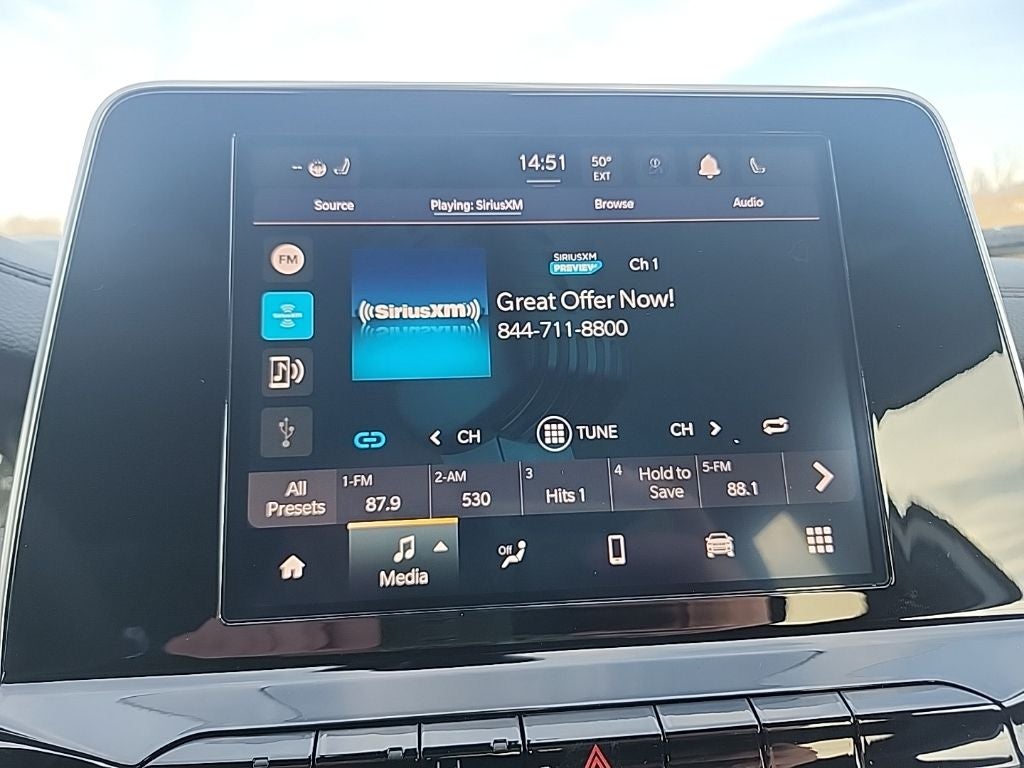 14:51
50°
EXT
Source
Playing: SiriusXM
Browse
Audio
FM
SIRIUSXM
PREVIEW
Ch 1
((SiriusXM))
Great Offer Now!
844-711-8800
CH
TUNE
CH
All
Presets
1-FM
87.9
2-AM
530
3
Hits 1
4
Hold to
Save
5-FM
88.1
Media
Off